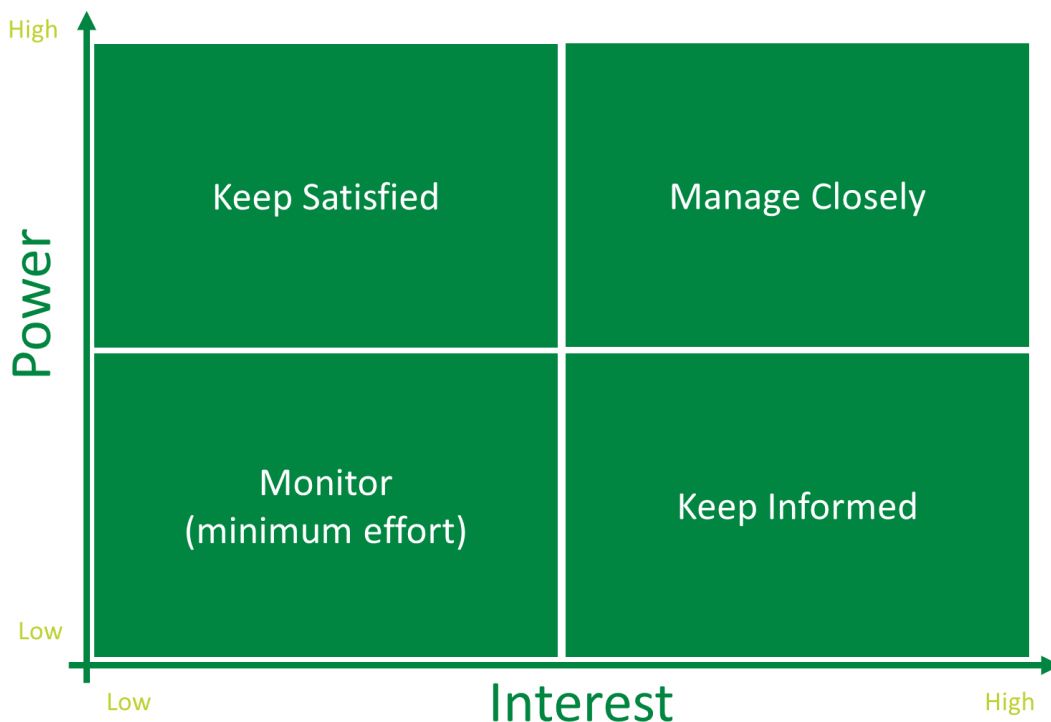 High
Keep Satisfied
Manage Closely
Power
Monitor
(minimum effort)
Keep Informed
Low
Low
Interest
High